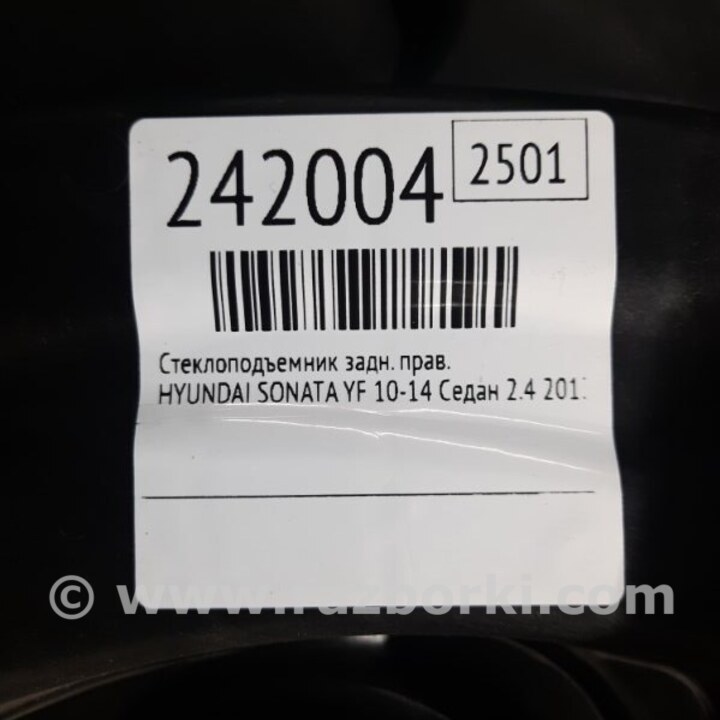 242004 2501
Стеклоподъемник задн. прав.
HYUNDAI SONATA YF 10-14 Седан 2.4
© www.razborki.com